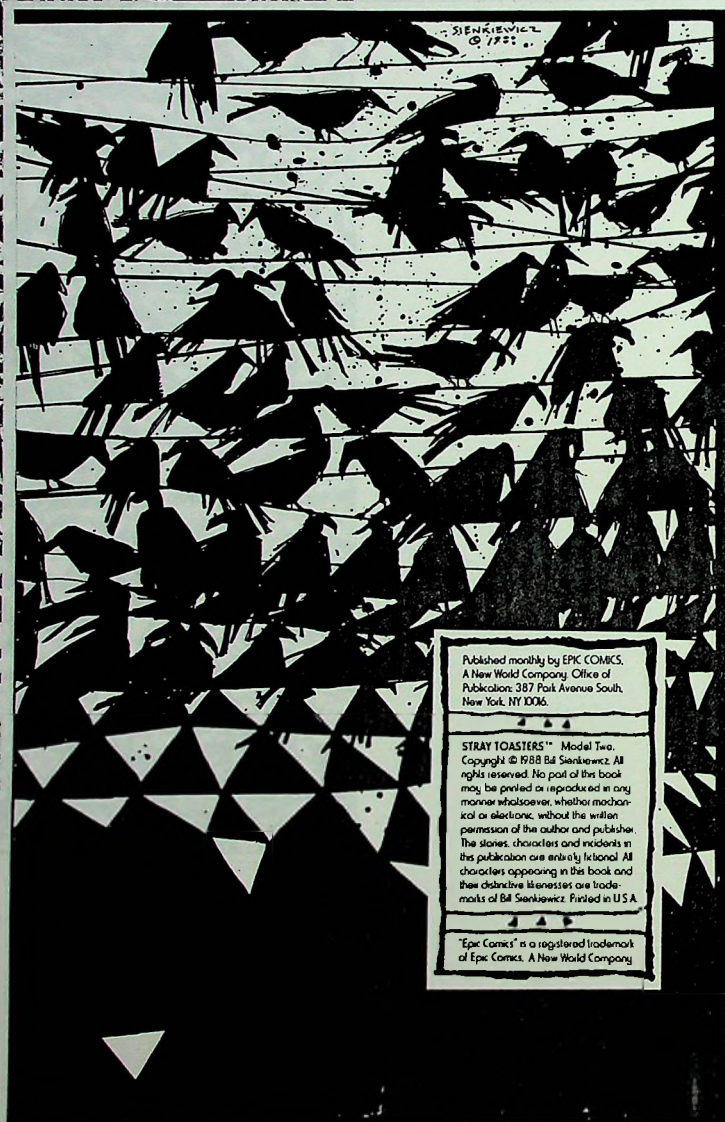 SIENKIEWICZ
© 1988
Published monthly by EPIC COMICS,
A New World Company. Office of
Publication: 387 Park Avenue South,
New York, NY 10016.
STRAY TOASTERS™ Model Two.
Copyright © 1988 Bill Sienkiewicz. All
rights reserved. No part of this book
may be printed or reproduced in any
manner whatsoever, whether mechan-
ical or electronic, without the written
permission of the author and publisher.
The stories, characters and incidents in
this publication are entirely fictional. All
characters appearing in this book and
their distinctive likenesses are trade-
marks of Bill Sienkiewicz. Printed in U.S.A.
"Epic Comics" is a registered trademark
of Epic Comics, A New World Company